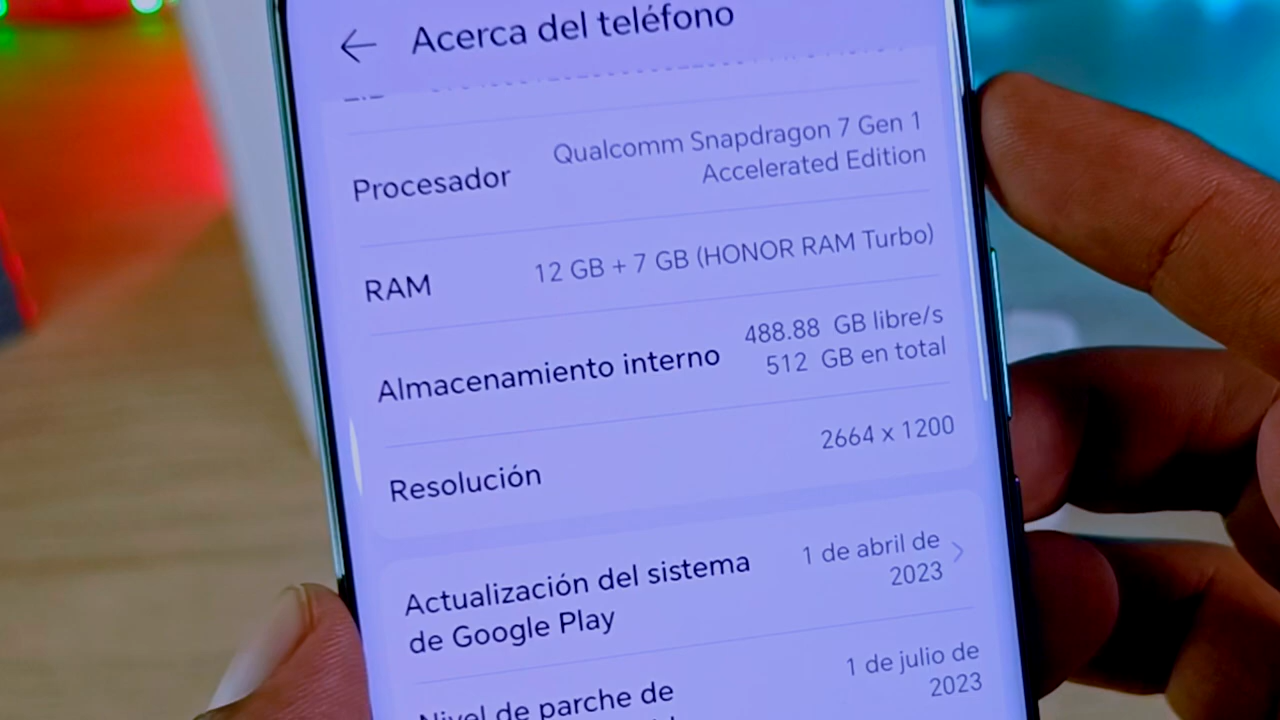 Acerca del teléfono
Procesador
Qualcomm Snapdragon 7 Gen 1
Accelerated Edition
RAM
12 GB + 7 GB (HONOR RAM Turbo)
Almacenamiento interno
488.88 GB libre/s
512 GB en total
Resolución
2664 x 1200
Actualización del sistema
de Google Play
1 de abril de
2023
Nivel de parche de
1 de julio de
2023